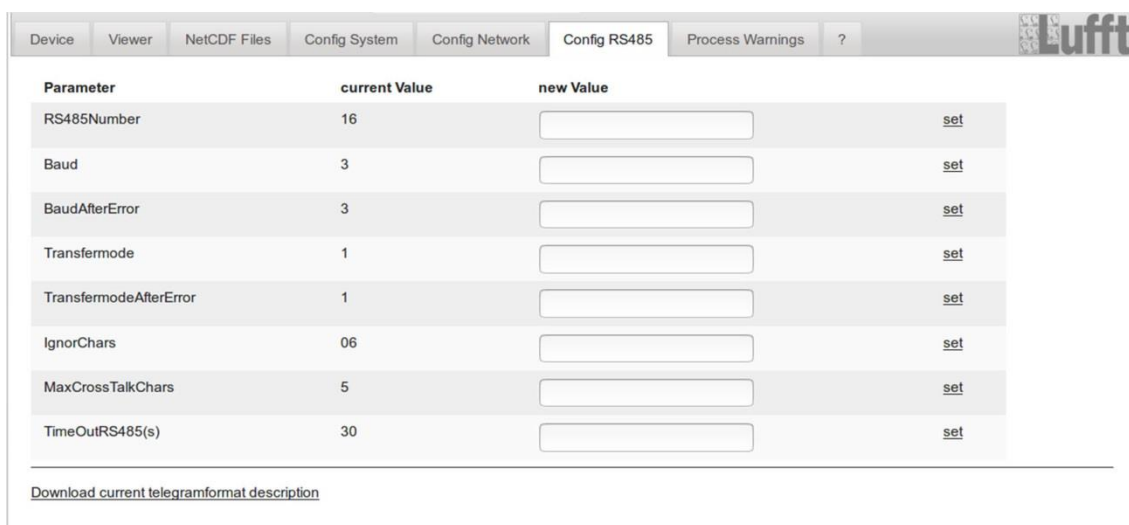 Device Viewer NetCDF Files Config System Config Network Config RS485 Process Warnings ? Lufft
Parameter current Value new Value
RS485Number 16 set
Baud 3 set
BaudAfterError 3 set
Transfermode 1 set
TransfermodeAfterError 1 set
IgnorChars 06 set
MaxCrossTalkChars 5 set
TimeOutRS485(s) 30 set
Download current telegramformat description